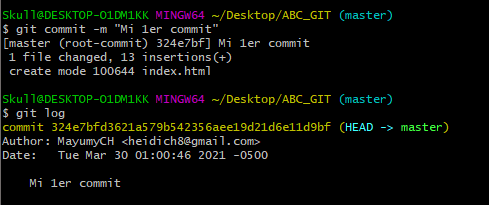 Skull@DESKTOP-O1DM1KK MINGW64 ~/Desktop/ABC_GIT (master)
$ git commit -m "Mi 1er commit"
[master (root-commit) 324e7bf] Mi 1er commit
 1 file changed, 13 insertions(+)
 create mode 100644 index.html

Skull@DESKTOP-O1DM1KK MINGW64 ~/Desktop/ABC_GIT (master)
$ git log
commit 324e7bfd3621a579b542356aee19d21d6e11d9bf (HEAD -> master)
Author: MayumyCH <heidich8@gmail.com>
Date:   Tue Mar 30 01:00:46 2021 -0500

    Mi 1er commit